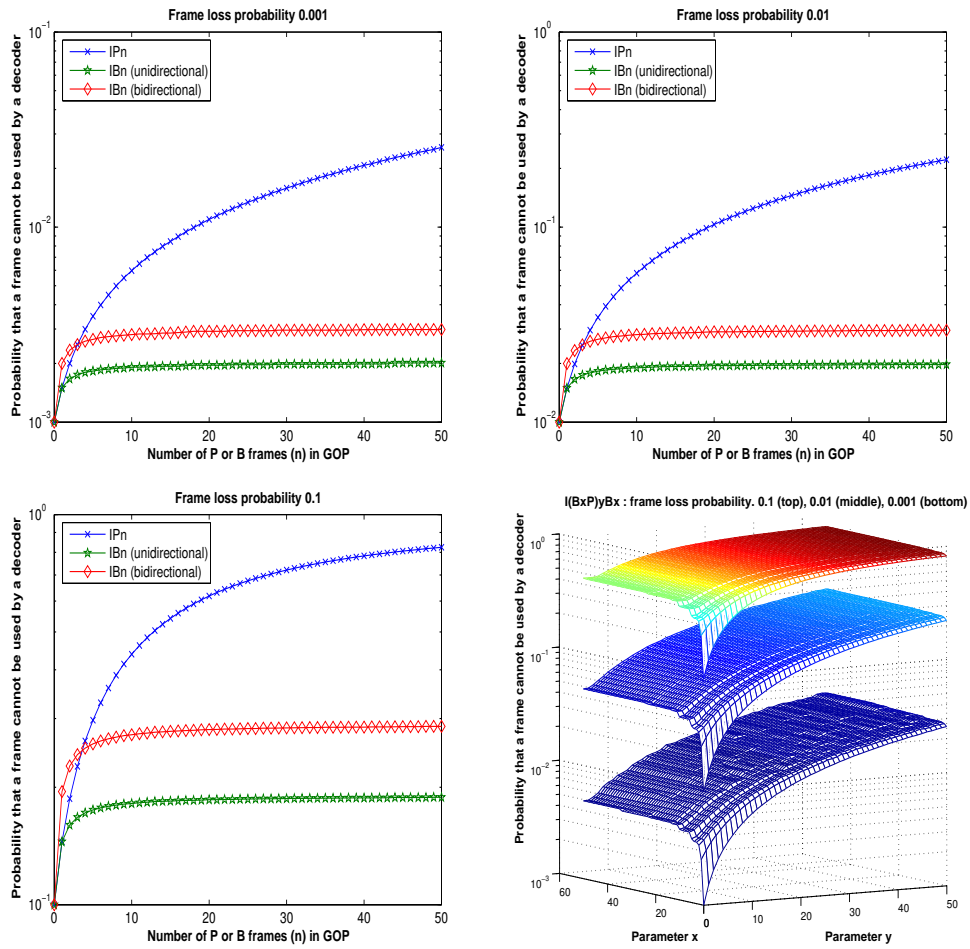 Frame loss probability 0.001
Probability that a frame cannot be used by a decoder
10^-1
10^-2
10^-3
IPn
IBn (unidirectional)
IBn (bidirectional)
0 10 20 30 40 50
Number of P or B frames (n) in GOP
Frame loss probability 0.01
Probability that a frame cannot be used by a decoder
10^0
10^-1
10^-2
IPn
IBn (unidirectional)
IBn (bidirectional)
0 10 20 30 40 50
Number of P or B frames (n) in GOP
Frame loss probability 0.1
Probability that a frame cannot be used by a decoder
10^0
10^-1
IPn
IBn (unidirectional)
IBn (bidirectional)
0 10 20 30 40 50
Number of P or B frames (n) in GOP
I(BxP)yBx : frame loss probability. 0.1 (top), 0.01 (middle), 0.001 (bottom)
Probability that a frame cannot be used by a decoder
10^0
10^-1
10^-2
10^-3
60 40 20 0
0 10 20 30 40 50
Parameter x
Parameter y